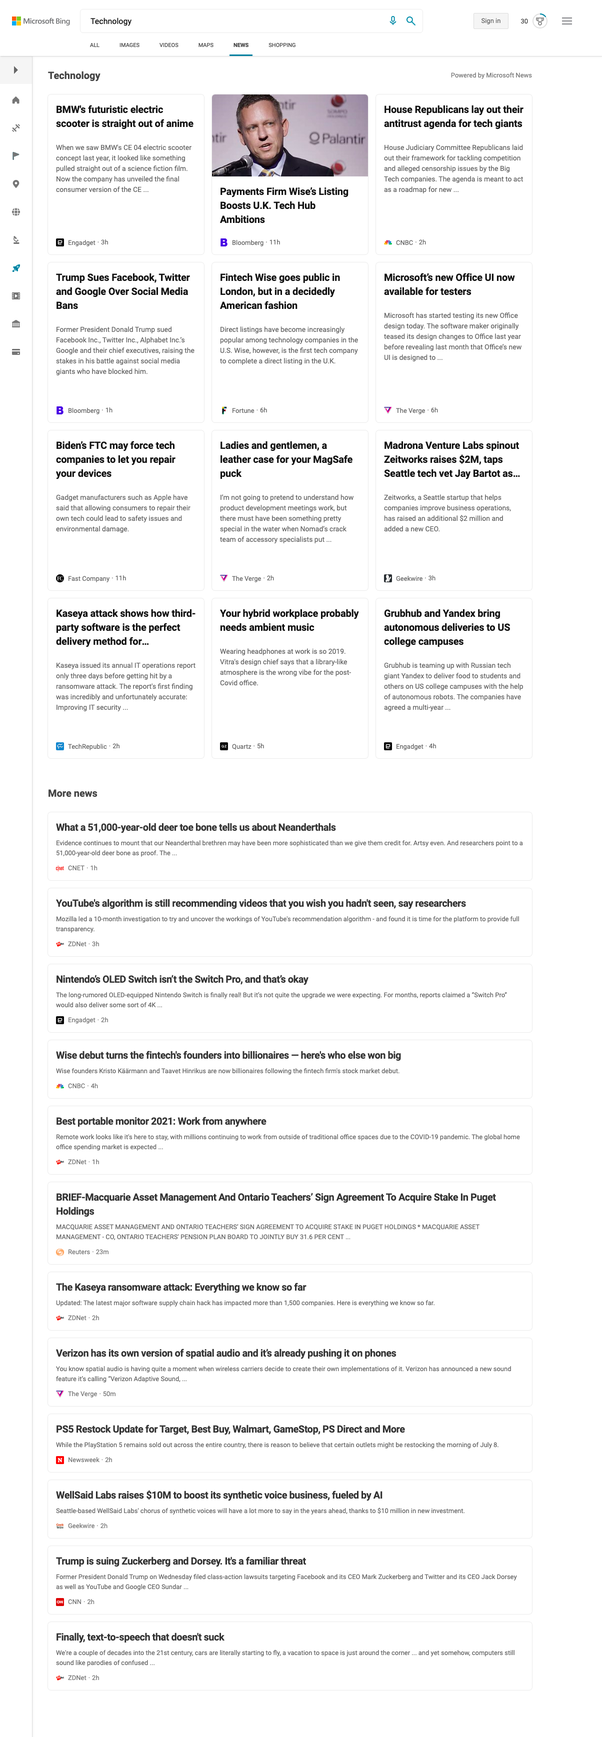 Microsoft Bing
Technology
Sign in
30
ALL
IMAGES
VIDEOS
MAPS
NEWS
SHOPPING
Technology
Powered by Microsoft News
BMW's futuristic electric
scooter is straight out of anime
When we saw BMW's CE 04 electric scooter
concept last year, it looked like something
pulled straight out of a science fiction film.
Now the company has unveiled the final
consumer version of the CE ...
Engadget · 3h
Palantir
Payments Firm Wise's Listing
Boosts U.K. Tech Hub
Ambitions
Bloomberg · 11h
House Republicans lay out their
antitrust agenda for tech giants
House Judiciary Committee Republicans laid
out their framework for tackling competition
and alleged censorship issues by the Big
Tech companies. The agenda is meant to act
as a roadmap for new ...
CNBC · 2h
Trump Sues Facebook, Twitter
and Google Over Social Media
Bans
Former President Donald Trump sued
Facebook Inc., Twitter Inc., Alphabet Inc.'s
Google and their chief executives, raising the
stakes in his battle against social media
giants who have blocked him.
Bloomberg · 1h
Fintech Wise goes public in
London, but in a decidedly
American fashion
Direct listings have become increasingly
popular among technology companies in the
U.S. Wise, however, is the first tech company
to complete a direct listing in the U.K.
Fortune · 6h
Microsoft's new Office UI now
available for testers
Microsoft has started testing its new Office
design today. The software maker originally
teased its design changes to Office last year
before revealing last month that Office's new
UI is designed to ...
The Verge · 6h
Biden's FTC may force tech
companies to let you repair
your devices
Gadget manufacturers such as Apple have
said that allowing consumers to repair their
own tech could lead to safety issues and
environmental damage.
Fast Company · 11h
Ladies and gentlemen, a
leather case for your MagSafe
puck
I'm not going to pretend to understand how
product development meetings work, but
there must have been something pretty
special in the water when Nomad's crack
team of accessory specialists put ...
The Verge · 2h
Madrona Venture Labs spinout
Zeitworks raises $2M, taps
Seattle tech vet Jay Bartot as...
Zeitworks, a Seattle startup that helps
companies improve business operations,
has raised an additional $2 million and
added a new CEO.
Geekwire · 3h
Kaseya attack shows how third-
party software is the perfect
delivery method for...
Kaseya issued its annual IT operations report
only three days before getting hit by a
ransomware attack. The report's first finding
was incredibly and unfortunately accurate:
Improving IT security ...
TechRepublic · 2h
Your hybrid workplace probably
needs ambient music
Wearing headphones at work is so 2019.
Vitra's design chief says that a library-like
atmosphere is the wrong vibe for the post-
Covid office.
Quartz · 5h
Grubhub and Yandex bring
autonomous deliveries to US
college campuses
Grubhub is teaming up with Russian tech
giant Yandex to deliver food to students and
others on US college campuses with the help
of autonomous robots. The companies have
agreed a multi-year ...
Engadget · 4h
More news
What a 51,000-year-old deer toe bone tells us about Neanderthals
Evidence continues to mount that our Neanderthal brethren may have been more sophisticated than we give them credit for. Artsy even. And researchers point to a
51,000-year-old deer bone as proof. The ...
CNET · 1h
YouTube's algorithm is still recommending videos that you wish you hadn't seen, say researchers
Mozilla led a 10-month investigation to try and uncover the workings of YouTube's recommendation algorithm - and found it is time for the platform to provide full
transparency.
ZDNet · 3h
Nintendo's OLED Switch isn't the Switch Pro, and that's okay
The long-rumored OLED-equipped Nintendo Switch is finally real! But it's not quite the upgrade we were expecting. For months, reports claimed a "Switch Pro"
would also deliver some sort of 4K ...
Engadget · 2h
Wise debut turns the fintech's founders into billionaires — here's who else won big
Wise founders Kristo Käärmann and Taavet Hinrikus are now billionaires following the fintech firm's stock market debut.
CNBC · 4h
Best portable monitor 2021: Work from anywhere
Remote work looks like it's here to stay, with millions continuing to work from outside of traditional office spaces due to the COVID-19 pandemic. The global home
office spending market is expected ...
ZDNet · 1h
BRIEF-Macquarie Asset Management And Ontario Teachers' Sign Agreement To Acquire Stake In Puget
Holdings
MACQUARIE ASSET MANAGEMENT AND ONTARIO TEACHERS' SIGN AGREEMENT TO ACQUIRE STAKE IN PUGET HOLDINGS * MACQUARIE ASSET
MANAGEMENT - CO, ONTARIO TEACHERS' PENSION PLAN BOARD TO JOINTLY BUY 31.6 PER CENT ...
Reuters · 23m
The Kaseya ransomware attack: Everything we know so far
Updated: The latest major software supply chain hack has impacted more than 1,500 companies. Here is everything we know so far.
ZDNet · 2h
Verizon has its own version of spatial audio and it's already pushing it on phones
You know spatial audio is having quite a moment when wireless carriers decide to create their own implementations of it. Verizon has announced a new sound
feature it's calling "Verizon Adaptive Sound, ...
The Verge · 50m
PS5 Restock Update for Target, Best Buy, Walmart, GameStop, PS Direct and More
While the PlayStation 5 remains sold out across the entire country, there is reason to believe that certain outlets might be restocking the morning of July 8.
Newsweek · 2h
WellSaid Labs raises $10M to boost its synthetic voice business, fueled by AI
Seattle-based WellSaid Labs' chorus of synthetic voices will have a lot more to say in the years ahead, thanks to $10 million in new investment.
Geekwire · 2h
Trump is suing Zuckerberg and Dorsey. It's a familiar threat
Former President Donald Trump on Wednesday filed class-action lawsuits targeting Facebook and its CEO Mark Zuckerberg and Twitter and its CEO Jack Dorsey
as well as YouTube and Google CEO Sundar ...
CNN · 2h
Finally, text-to-speech that doesn't suck
We're a couple of decades into the 21st century, cars are literally starting to fly, a vacation to space is just around the corner ... and yet somehow, computers still
sound like parodies of confused ...
ZDNet · 2h